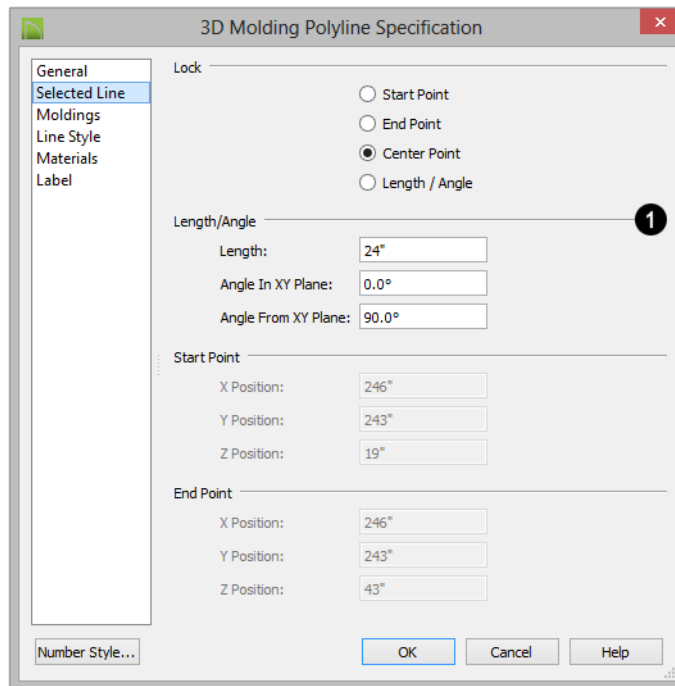 3D Molding Polyline Specification
×
General
Selected Line
Moldings
Line Style
Materials
Label
Lock
Start Point
End Point
Center Point
Length / Angle
Length/Angle
1
Length: 24"
Angle In XY Plane: 0.0°
Angle From XY Plane: 90.0°
Start Point
X Position: 246"
Y Position: 243"
Z Position: 19"
End Point
X Position: 246"
Y Position: 243"
Z Position: 43"
Number Style... OK Cancel Help